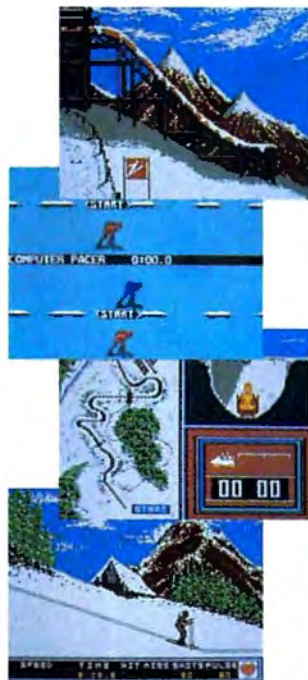 START
COMPUTER PACER 0:00.0
START
START
00 00
SPEED TIME HIT MISS SHOTS PULSE